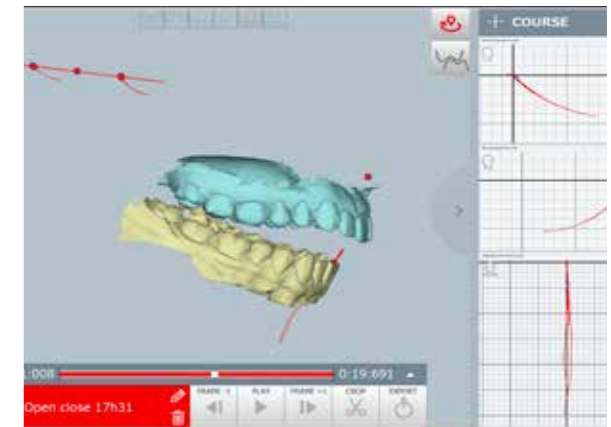 COURSE
:008
0:19:691
FRAME -1
PLAY
FRAME +1
CROP
EXPORT
Open close 17h31